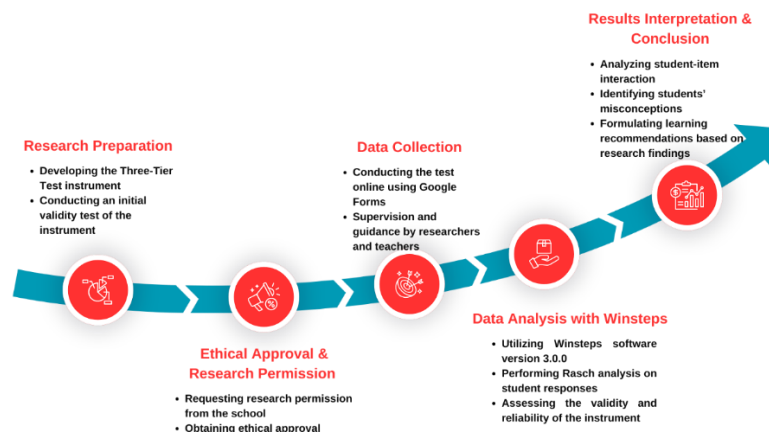 Research Preparation
• Developing the Three-Tier
Test instrument
• Conducting an initial
validity test of the
instrument
Ethical Approval &
Research Permission
• Requesting research permission
from the school
• Obtaining ethical approval
Data Collection
• Conducting the test
online using Google
Forms
• Supervision and
guidance by researchers
and teachers
Data Analysis with Winsteps
• Utilizing Winsteps software
version 3.0.0
• Performing Rasch analysis on
student responses
• Assessing the validity and
reliability of the instrument
Results Interpretation &
Conclusion
• Analyzing student-item
interaction
• Identifying students'
misconceptions
• Formulating learning
recommendations based on
research findings